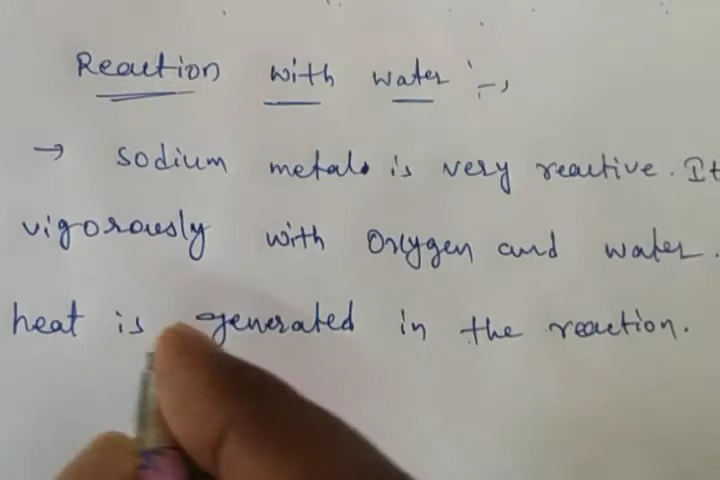 Reaction with water :-
→ sodium metal is very reactive. It
vigorously with Oxygen and water.
heat is generated in the reaction.